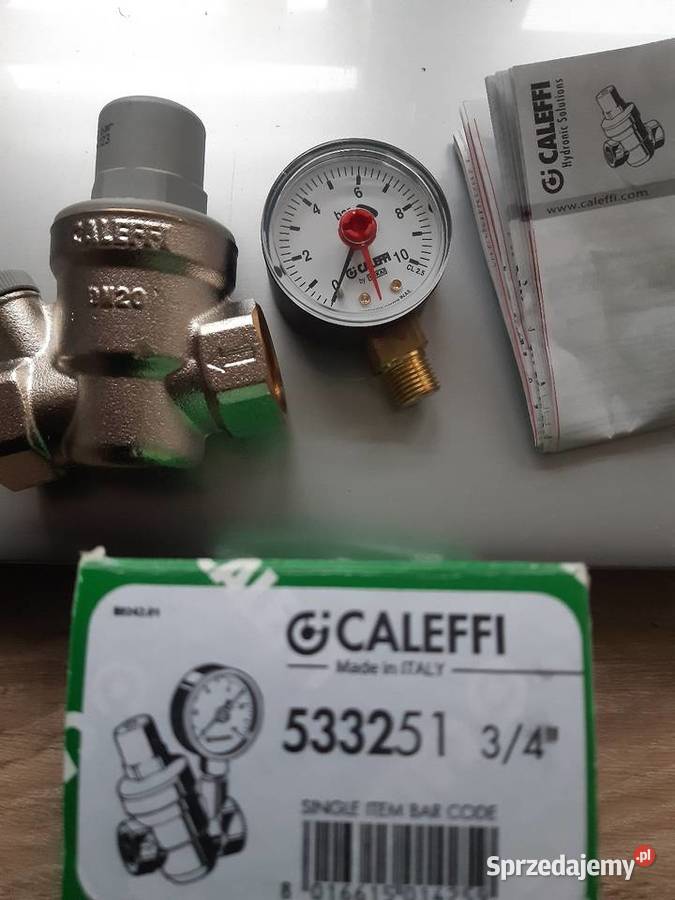 CALEFFI
DN20
10
8
6
4
2
0
bar
CALEFFI
by
CL 2.5
CALEFFI
Hydronic Solutions
www.caleffi.com
CALEFFI
Made in ITALY
533251 3/4"
SINGLE ITEM BAR CODE
Sprzedajemy.pl